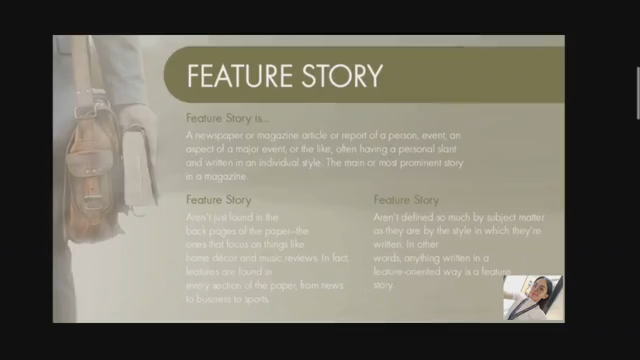 FEATURE STORY
Feature Story is...
A newspaper or magazine article or report of a person, event, an
aspect of a major event, or the like, often having a personal slant
and written in an individual style. The main or most prominent story
in a magazine.
Feature Story
Aren't just found in the
back pages of the paper—the
ones that focus on things like
home décor and music reviews. In fact,
features are found in
every section of the paper, from news
to business to sports.
Feature Story
Aren't defined so much by subject matter
as they are by the style in which they're
written. In other
words, anything written in a
feature-oriented way is a feature
story.